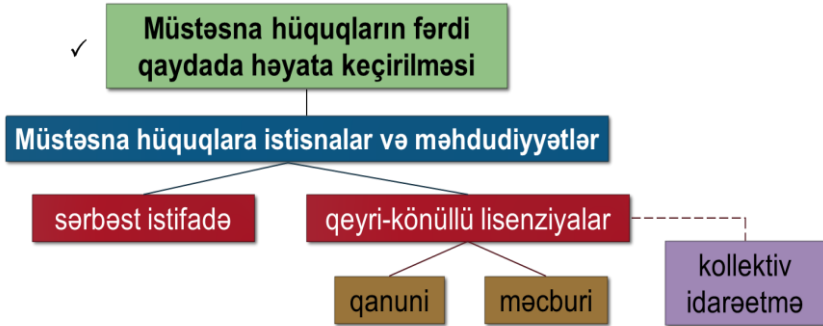 ✓ Müstəsna hüquqların fərdi
qaydada həyata keçirilməsi
Müstəsna hüquqlara istisnalar və məhdudiyyətlər
sərbəst istifadə
qeyri-könüllü lisenziyalar
qanuni
məcburi
kollektiv
idarəetmə